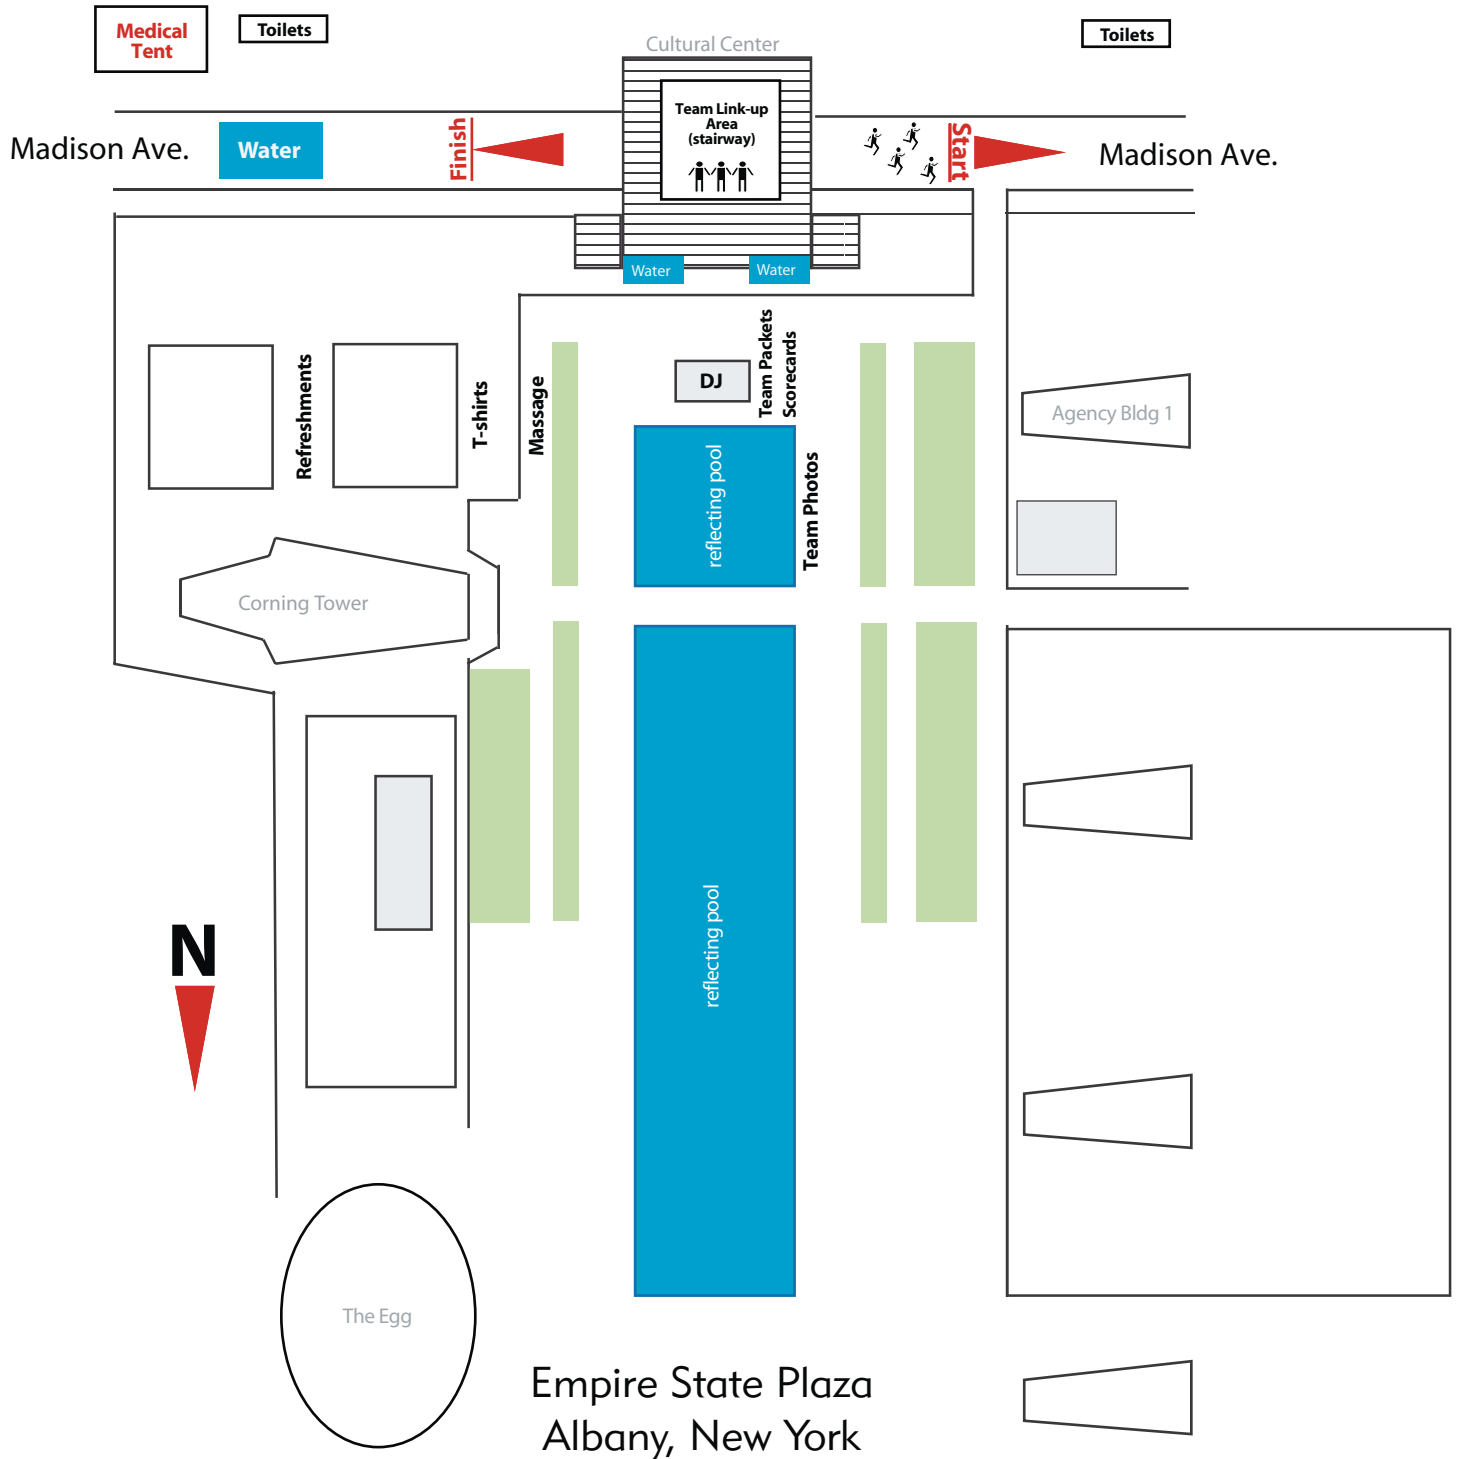 Medical
Tent
Toilets
Toilets
Cultural Center
Team Link-up
Area
(stairway)
Madison Ave.
Water
Finish
Start
Madison Ave.
Water
Water
Refreshments
T-shirts
Massage
DJ
Team Packets
Scorecards
Agency Bldg 1
reflecting pool
Team Photos
Corning Tower
reflecting pool
N
The Egg
Empire State Plaza
Albany, New York